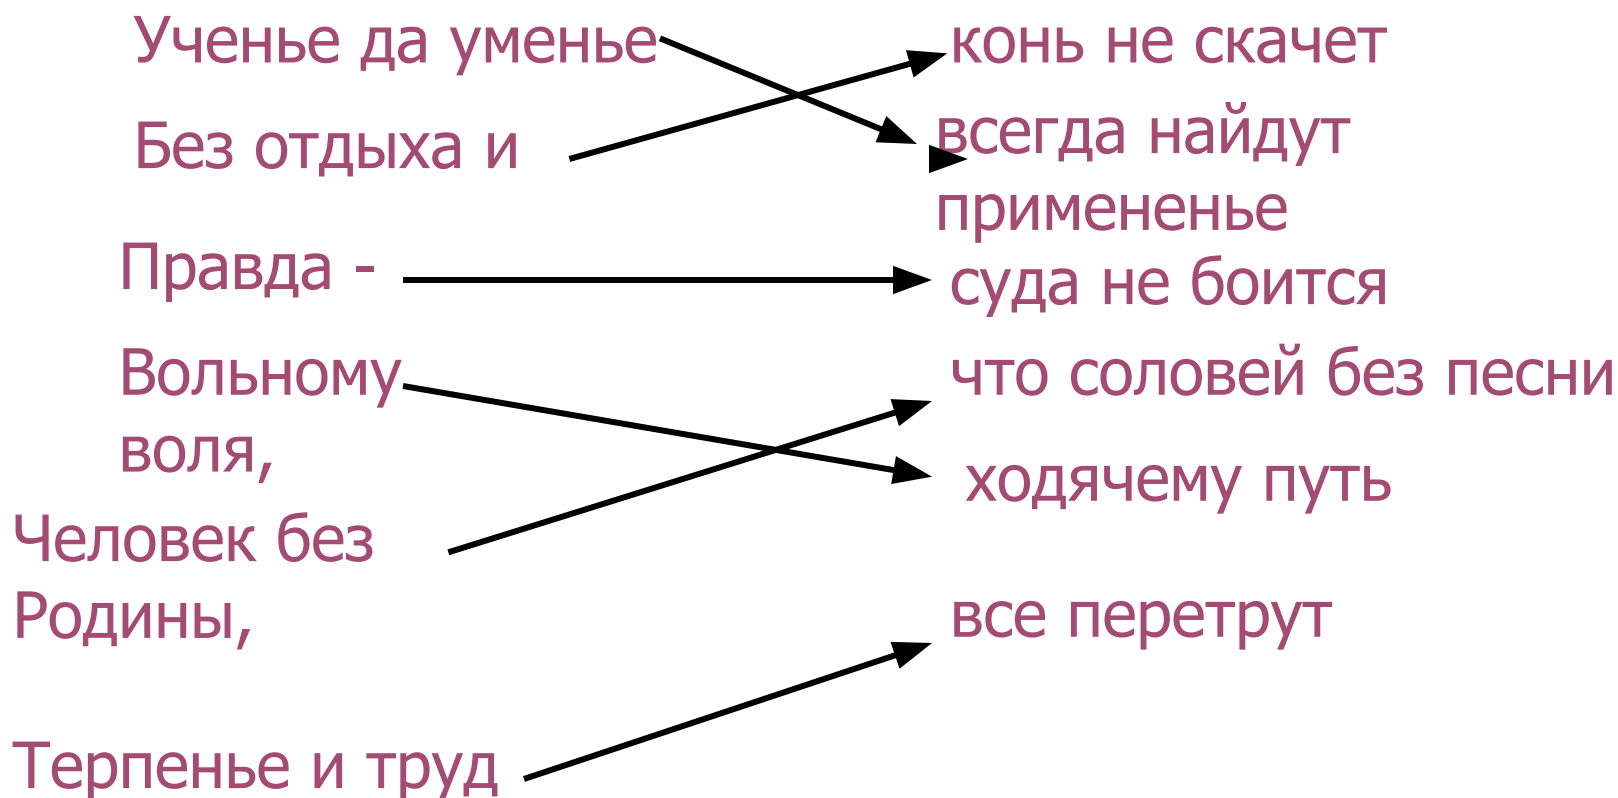 Ученье да уменье
Без отдыха и
Правда -
Вольному
воля,
Человек без
Родины,
Терпенье и труд
конь не скачет
всегда найдут
примененье
суда не боится
что соловей без песни
ходячему путь
все перетрут